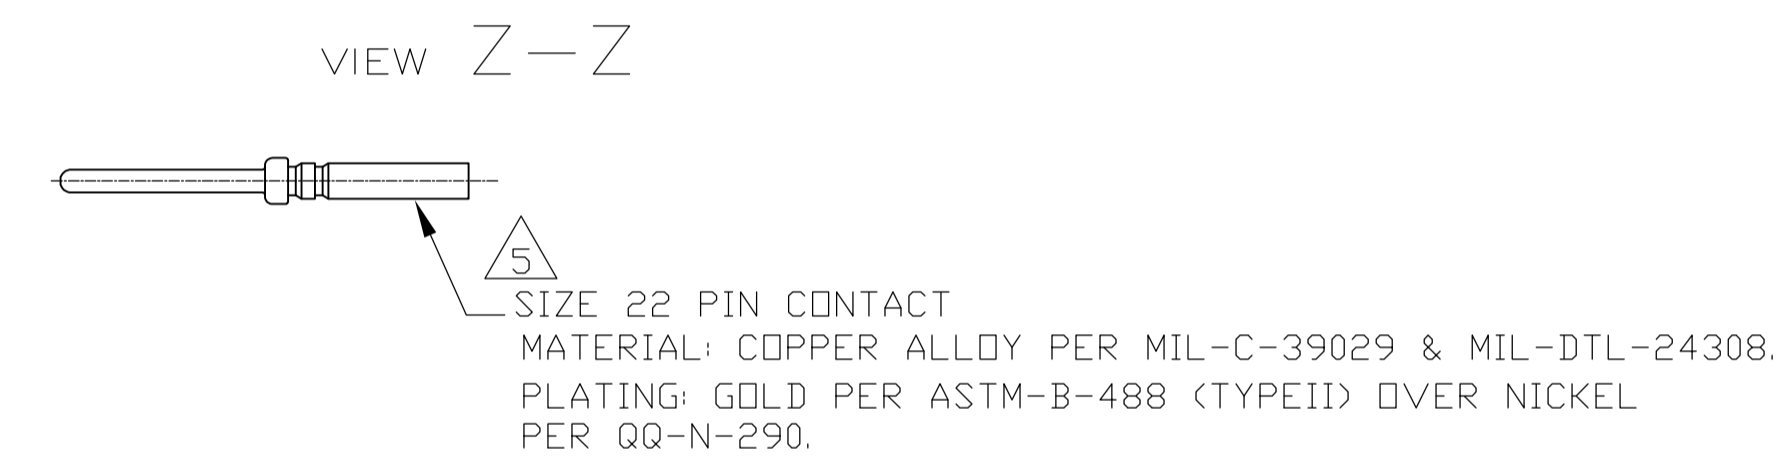 VIEW Z-Z
5
SIZE 22 PIN CONTACT
MATERIAL: COPPER ALLOY PER MIL-C-39029 & MIL-DTL-24308.
PLATING: GOLD PER ASTM-B-488 (TYPEII) OVER NICKEL
PER QQ-N-290.